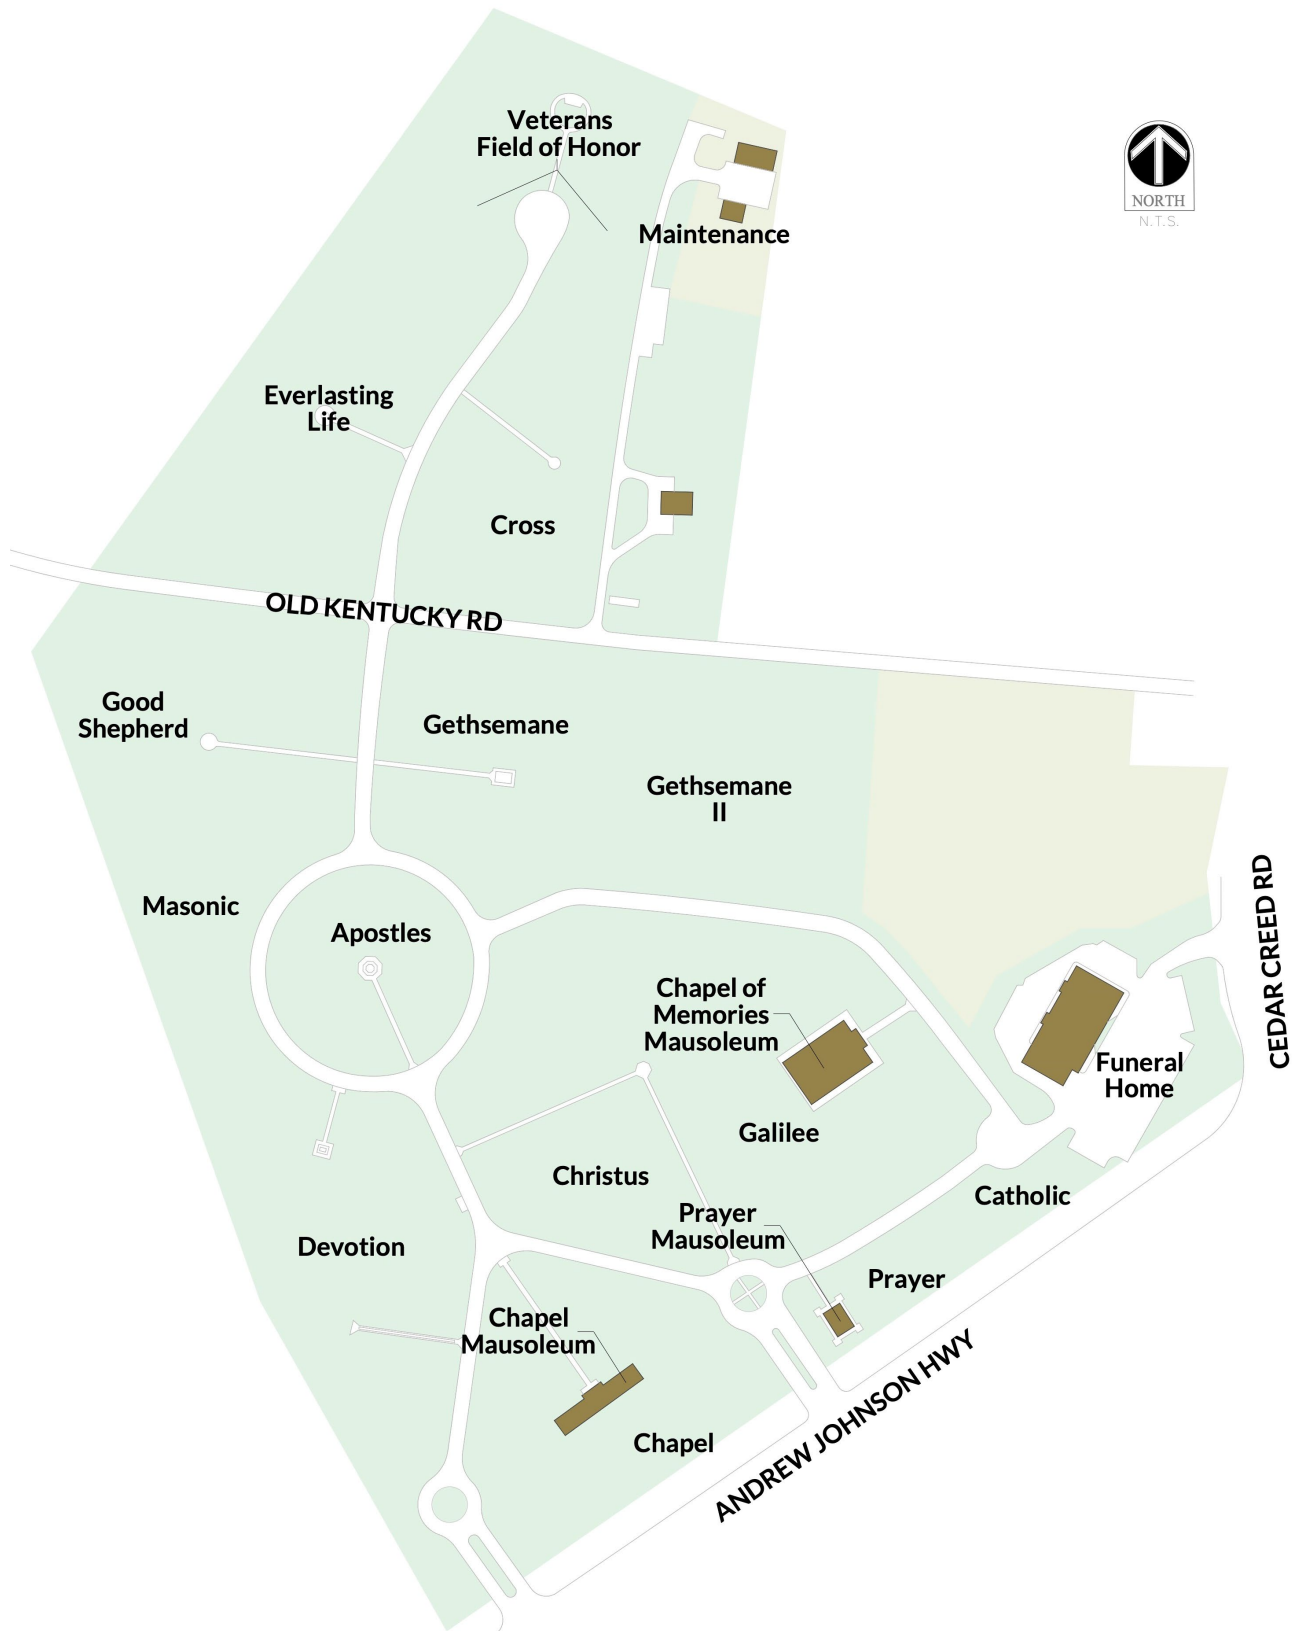 Veterans
Field of Honor
NORTH
N.T.S.
Maintenance
Everlasting
Life
Cross
OLD KENTUCKY RD
Good
Shepherd
Gethsemane
Gethsemane
II
Masonic
Apostles
CEDAR CREED RD
Chapel of
Memories
Mausoleum
Funeral
Home
Galilee
Christus
Catholic
Prayer
Mausoleum
Devotion
Prayer
Chapel
Mausoleum
Chapel
ANDREW JOHNSON HWY